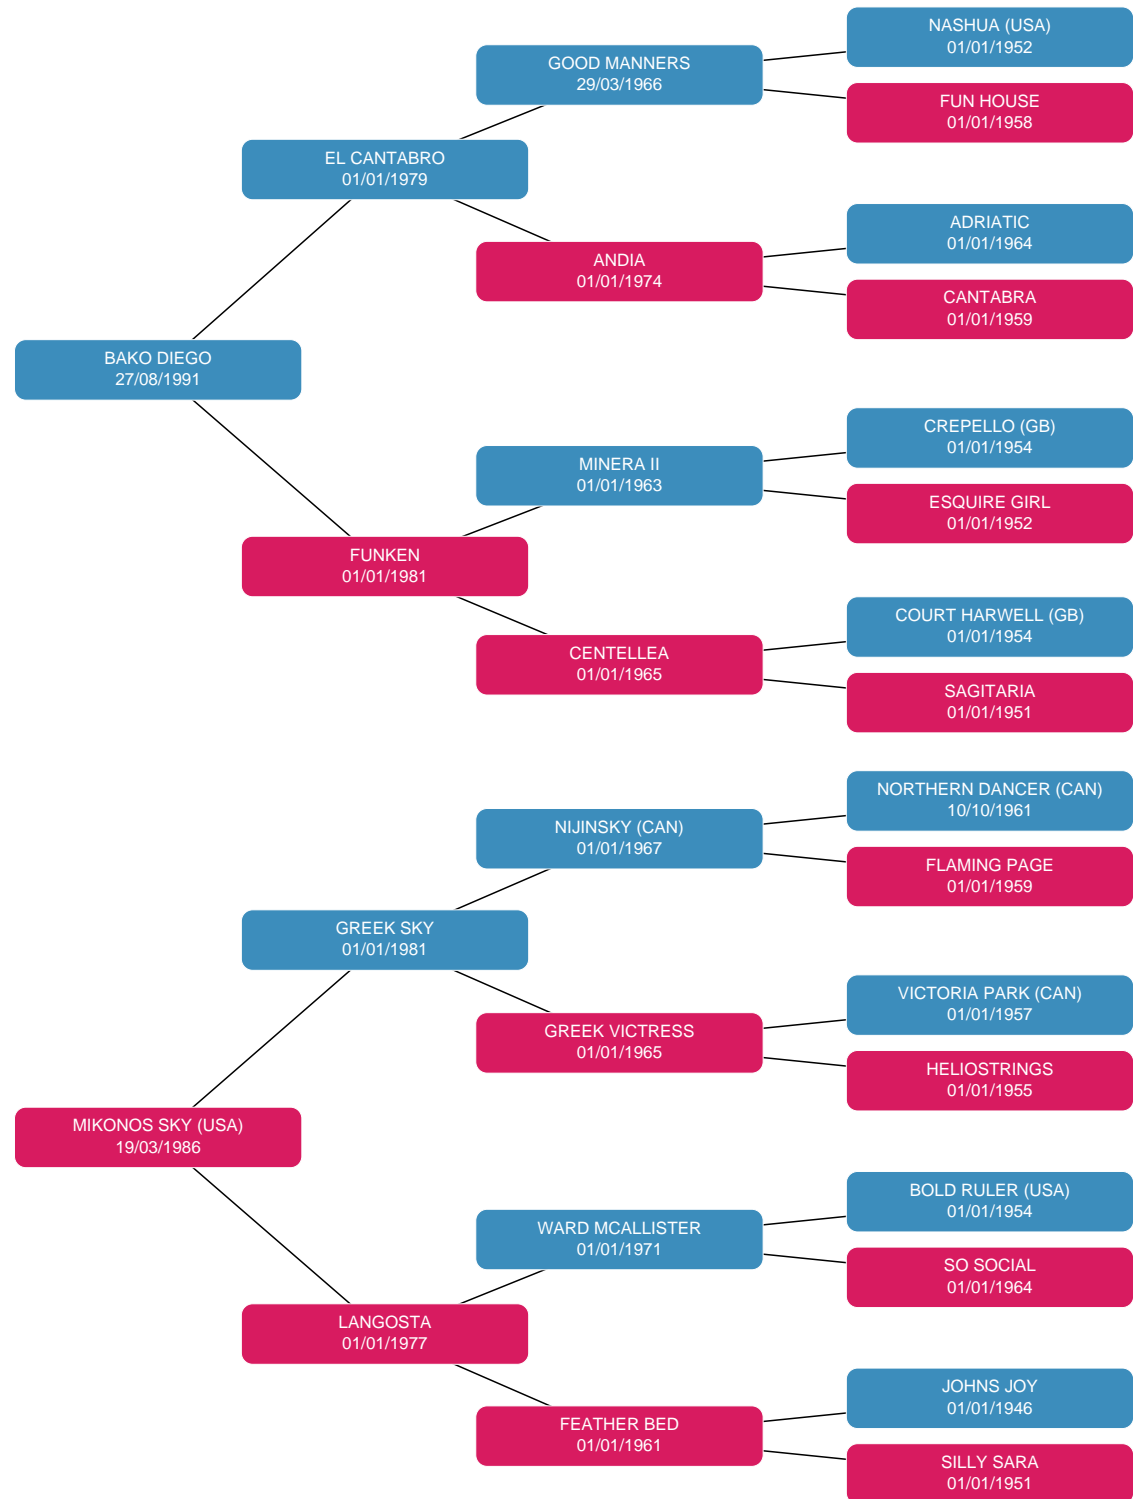 NASHUA (USA)
01/01/1952
GOOD MANNERS
29/03/1966
FUN HOUSE
01/01/1958
EL CANTABRO
01/01/1979
ADRIATIC
01/01/1964
ANDIA
01/01/1974
CANTABRA
01/01/1959
BAKO DIEGO
27/08/1991
CREPELLO (GB)
01/01/1954
MINERA II
01/01/1963
ESQUIRE GIRL
01/01/1952
FUNKEN
01/01/1981
COURT HARWELL (GB)
01/01/1954
CENTELLEA
01/01/1965
SAGITARIA
01/01/1951
NORTHERN DANCER (CAN)
10/10/1961
NIJINSKY (CAN)
01/01/1967
FLAMING PAGE
01/01/1959
GREEK SKY
01/01/1981
VICTORIA PARK (CAN)
01/01/1957
GREEK VICTRESS
01/01/1965
HELIOSTRINGS
01/01/1955
MIKONOS SKY (USA)
19/03/1986
BOLD RULER (USA)
01/01/1954
WARD MCALLISTER
01/01/1971
SO SOCIAL
01/01/1964
LANGOSTA
01/01/1977
JOHNS JOY
01/01/1946
FEATHER BED
01/01/1961
SILLY SARA
01/01/1951